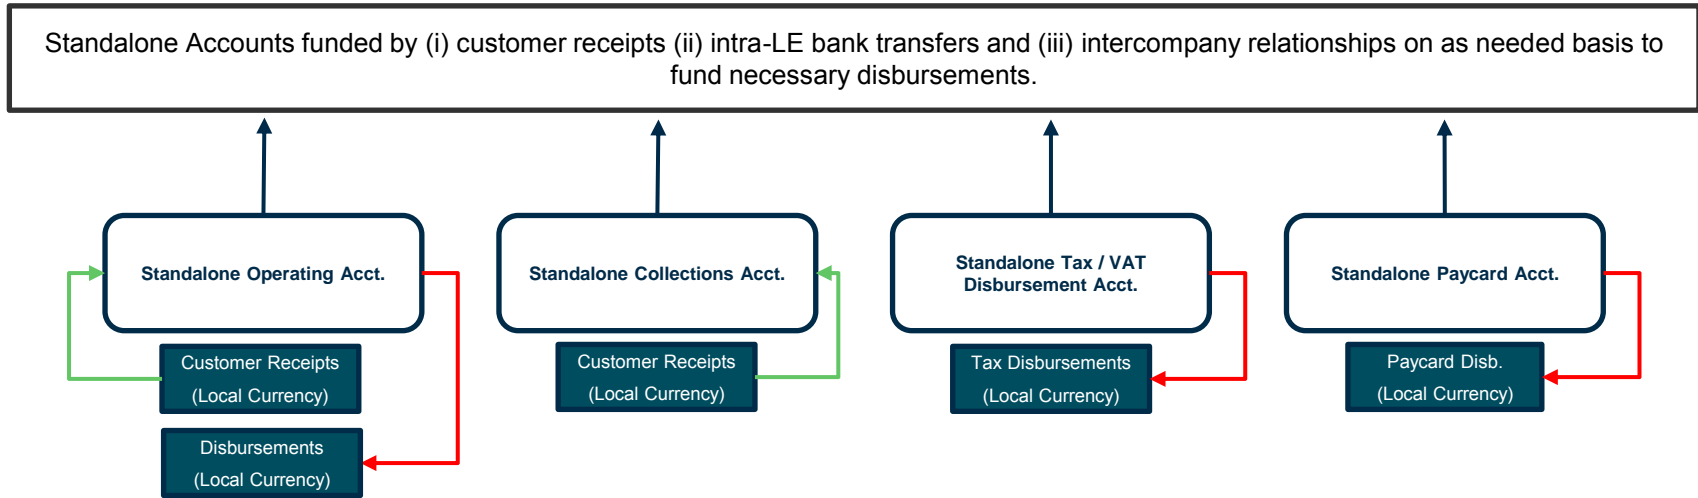 Standalone Accounts funded by (i) customer receipts (ii) intra-LE bank transfers and (iii) intercompany relationships on as needed basis to
fund necessary disbursements.
Standalone Operating Acct.
Customer Receipts
(Local Currency)
Disbursements
(Local Currency)
Standalone Collections Acct.
Customer Receipts
(Local Currency)
Standalone Tax / VAT
Disbursement Acct.
Tax Disbursements
(Local Currency)
Standalone Paycard Acct.
Paycard Disb.
(Local Currency)